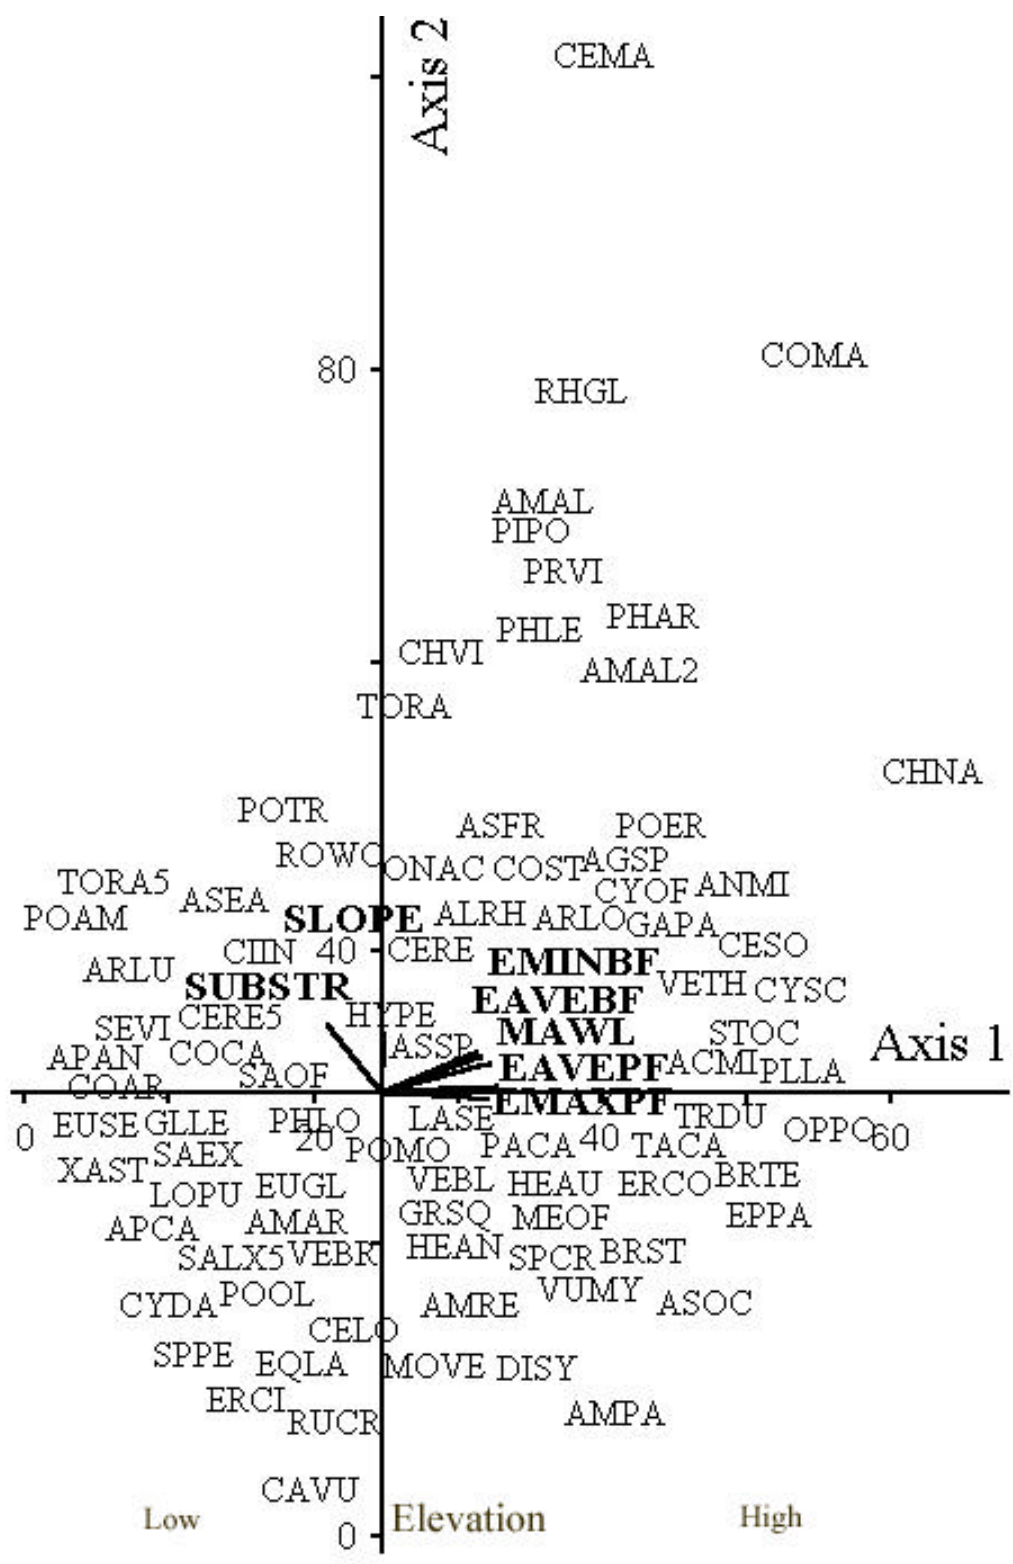 CEMA
Axis 2
COMA
80
RHGL
AMAL
PIPO
PRVI
PHAR
PHLE
CHVI
AMAL2
TORA
CHNA
POTR
ASFR POER
ROWO ONAC COST AGSP
TORA5 CYOF ANMI
ASEA
POAM SLOPE ALRH ARLO GAPA
CIIN 40 CERE CESO
ARLU EMINBF
SUBSTR VETH CYSC
EAVEBF
CERE5 HYPE
SEVI MAWL STOC
APAN COCA ASSP Axis 1
SAOF EAVEPF ACMI PLLA
COAR
EMAXPF
EUSE GLLE PHLO LASE TRDU OPPO
0 20 POMO PACA 40 TACA 60
SAEX
XAST VEBL HEAU ERCO BRTE
LOPU EUGL
APCA AMAR GRSQ MEOF EPPA
SALX5 VEBR HEAN SPCR BRST
CYDA POOL VUMY
AMRE ASOC
CELO
SPPE EQLA MOVE DISY
ERCI
RUCR AMPA
CAVU
Low Elevation High
0